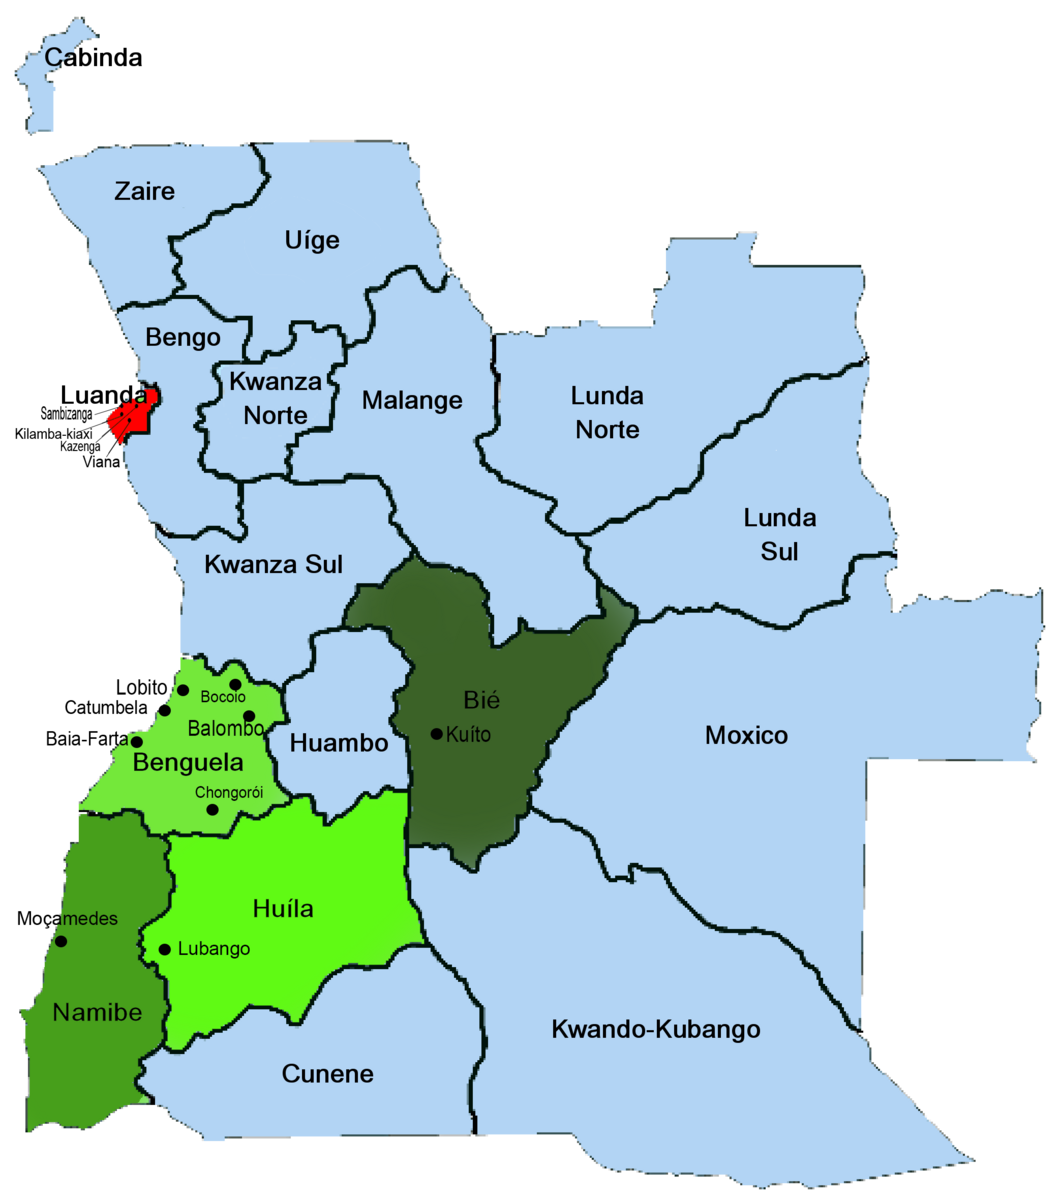 Cabinda
Zaire
Uíge
Bengo
Luanda
Sambizanga
Kilamba-kiaxi
Kazenga
Viana
Kwanza
Norte
Malange
Lunda
Norte
Lunda
Sul
Kwanza Sul
Lobito
Bocoio
Catumbela
Balombo
Baia-Farta
Benguela
Chongorói
Huambo
Bié
Kuíto
Moxico
Huíla
Moçamedes
Lubango
Namibe
Kwando-Kubango
Cunene